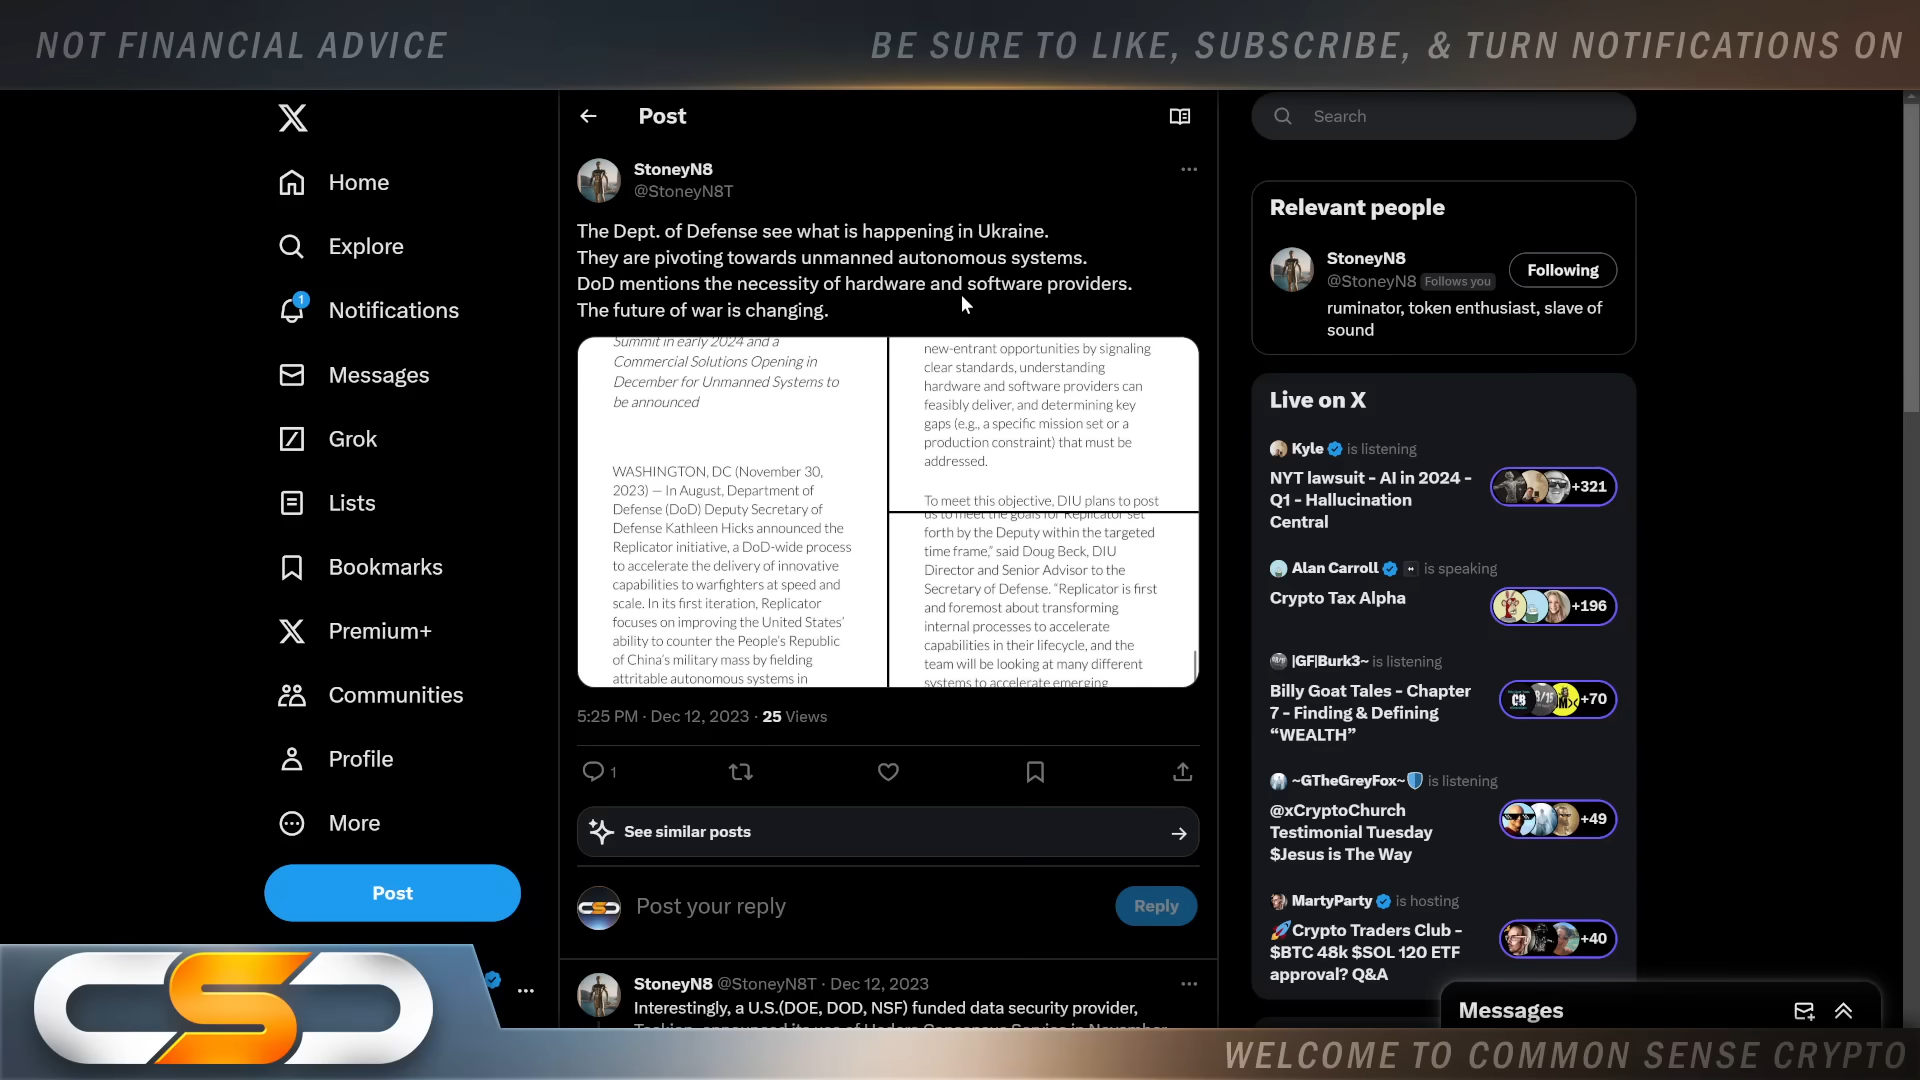 NOT FINANCIAL ADVICE
BE SURE TO LIKE, SUBSCRIBE, & TURN NOTIFICATIONS ON
Home
Explore
1
Notifications
Messages
Grok
Lists
Bookmarks
Premium+
Communities
Profile
More
Post
Post
StoneyN8
@StoneyN8T
The Dept. of Defense see what is happening in Ukraine.
They are pivoting towards unmanned autonomous systems.
DoD mentions the necessity of hardware and software providers.
The future of war is changing.
Summit in early 2024 and a
Commercial Solutions Opening in
December for Unmanned Systems to
be announced
WASHINGTON, DC (November 30,
2023) — In August, Department of
Defense (DoD) Deputy Secretary of
Defense Kathleen Hicks announced the
Replicator initiative, a DoD-wide process
to accelerate the delivery of innovative
capabilities to warfighters at speed and
scale. In its first iteration, Replicator
focuses on improving the United States'
ability to counter the People's Republic
of China's military mass by fielding
attritable autonomous systems in
new-entrant opportunities by signaling
clear standards, understanding
hardware and software providers can
feasibly deliver, and determining key
gaps (e.g., a specific mission set or a
production constraint) that must be
addressed.
To meet this objective, DIU plans to post
us to meet the goals for Replicator set
forth by the Deputy within the targeted
time frame," said Doug Beck, DIU
Director and Senior Advisor to the
Secretary of Defense. "Replicator is first
and foremost about transforming
internal processes to accelerate
capabilities in their lifecycle, and the
team will be looking at many different
systems to accelerate emerging
5:25 PM · Dec 12, 2023 · 25 Views
1
See similar posts
Post your reply
Reply
StoneyN8 @StoneyN8T · Dec 12, 2023
Interestingly, a U.S.(DOE, DOD, NSF) funded data security provider,
Search
Relevant people
StoneyN8
@StoneyN8 Follows you
Following
ruminator, token enthusiast, slave of
sound
Live on X
Kyle is listening
NYT lawsuit - AI in 2024 -
Q1 - Hallucination
Central
+321
Alan Carroll is speaking
Crypto Tax Alpha
+196
|GF|Burk3~ is listening
Billy Goat Tales - Chapter
7 - Finding & Defining
“WEALTH”
+70
~GTheGreyFox~ is listening
@xCryptoChurch
Testimonial Tuesday
$Jesus is The Way
+49
MartyParty is hosting
🚀Crypto Traders Club -
$BTC 48k $SOL 120 ETF
approval? Q&A
+40
Messages
CSC
WELCOME TO COMMON SENSE CRYPTO